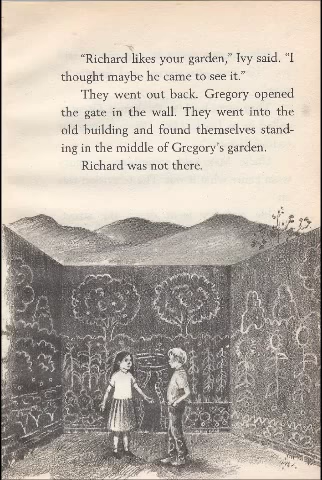 “Richard likes your garden,” Ivy said. “I
thought maybe he came to see it.”
They went out back. Gregory opened
the gate in the wall. They went into the
old building and found themselves stand-
ing in the middle of Gregory’s garden.
Richard was not there.